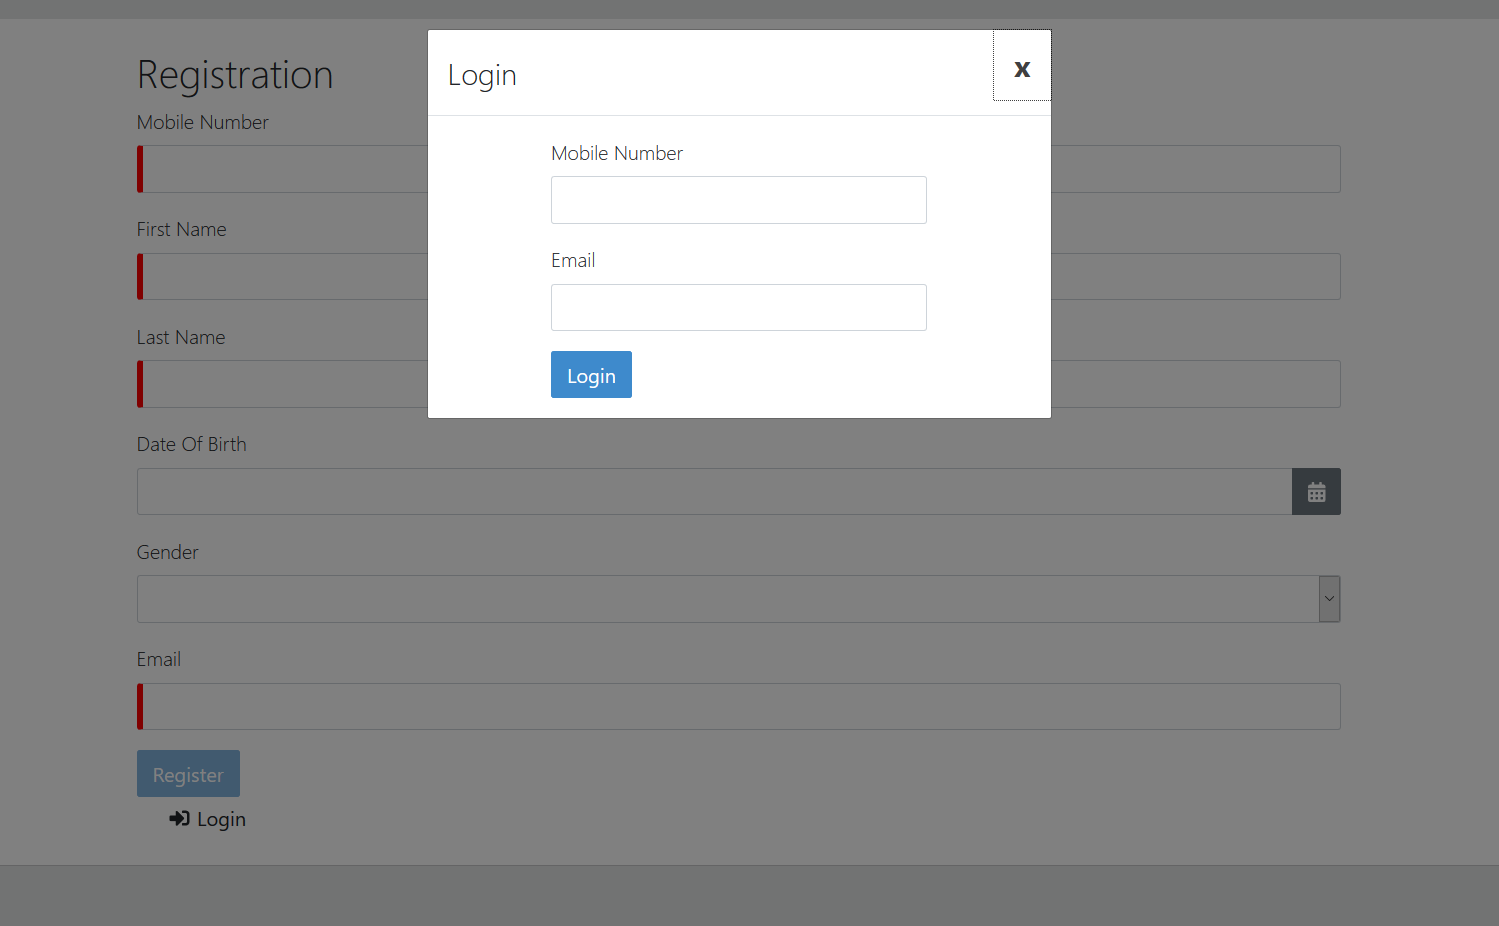 Registration
Mobile Number
First Name
Last Name
Date Of Birth
Gender
Email
Register
Login
Login
x
Mobile Number
Email
Login